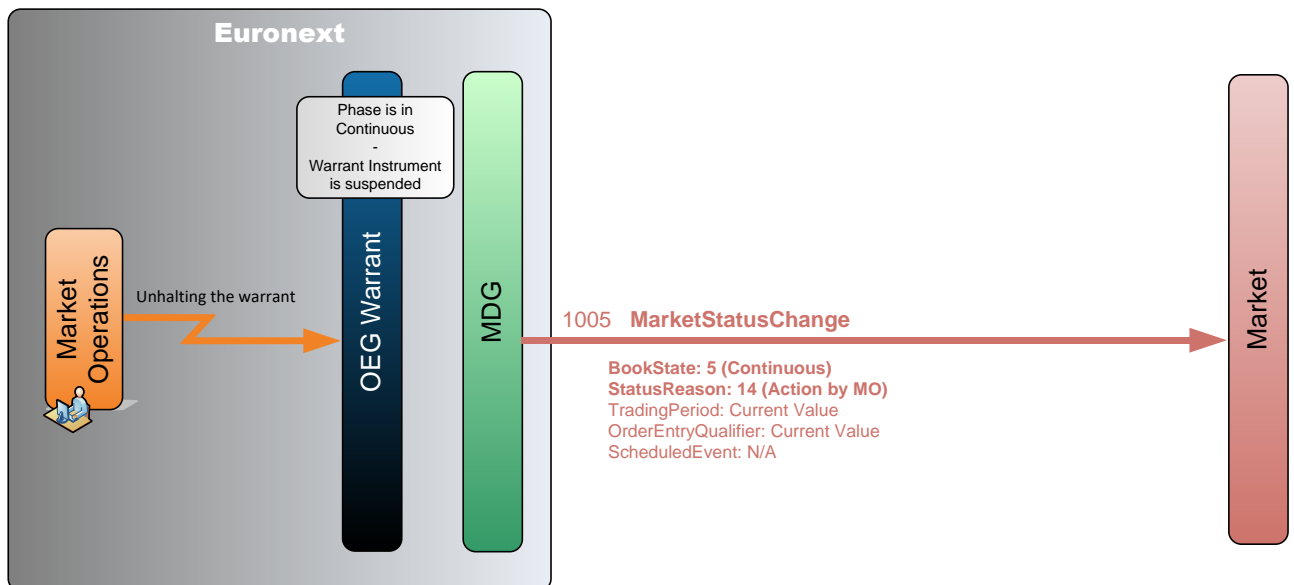 Euronext
Phase is in
Continuous
-
Warrant Instrument
is suspended
Market
Operations
Unhalting the warrant
OEG Warrant
MDG
1005 MarketStatusChange
BookState: 5 (Continuous)
StatusReason: 14 (Action by MO)
TradingPeriod: Current Value
OrderEntryQualifier: Current Value
ScheduledEvent: N/A
Market